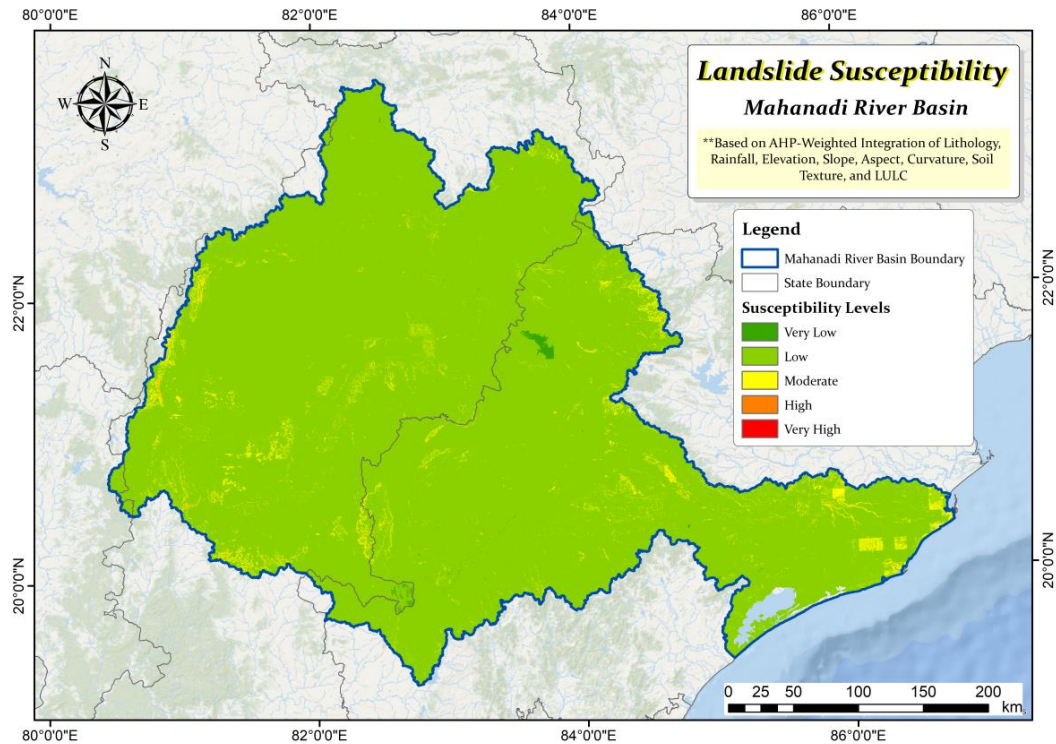 80°0'0"E
82°0'0"E
84°0'0"E
86°0'0"E
N
W
E
S
Landslide Susceptibility
Mahanadi River Basin
**Based on AHP-Weighted Integration of Lithology,
Rainfall, Elevation, Slope, Aspect, Curvature, Soil
Texture, and LULC
Legend
Mahanadi River Basin Boundary
State Boundary
Susceptibility Levels
Very Low
Low
Moderate
High
Very High
22°0'0"N
22°0'0"N
20°0'0"N
20°0'0"N
0 25 50 100 150 200
km
80°0'0"E
82°0'0"E
84°0'0"E
86°0'0"E